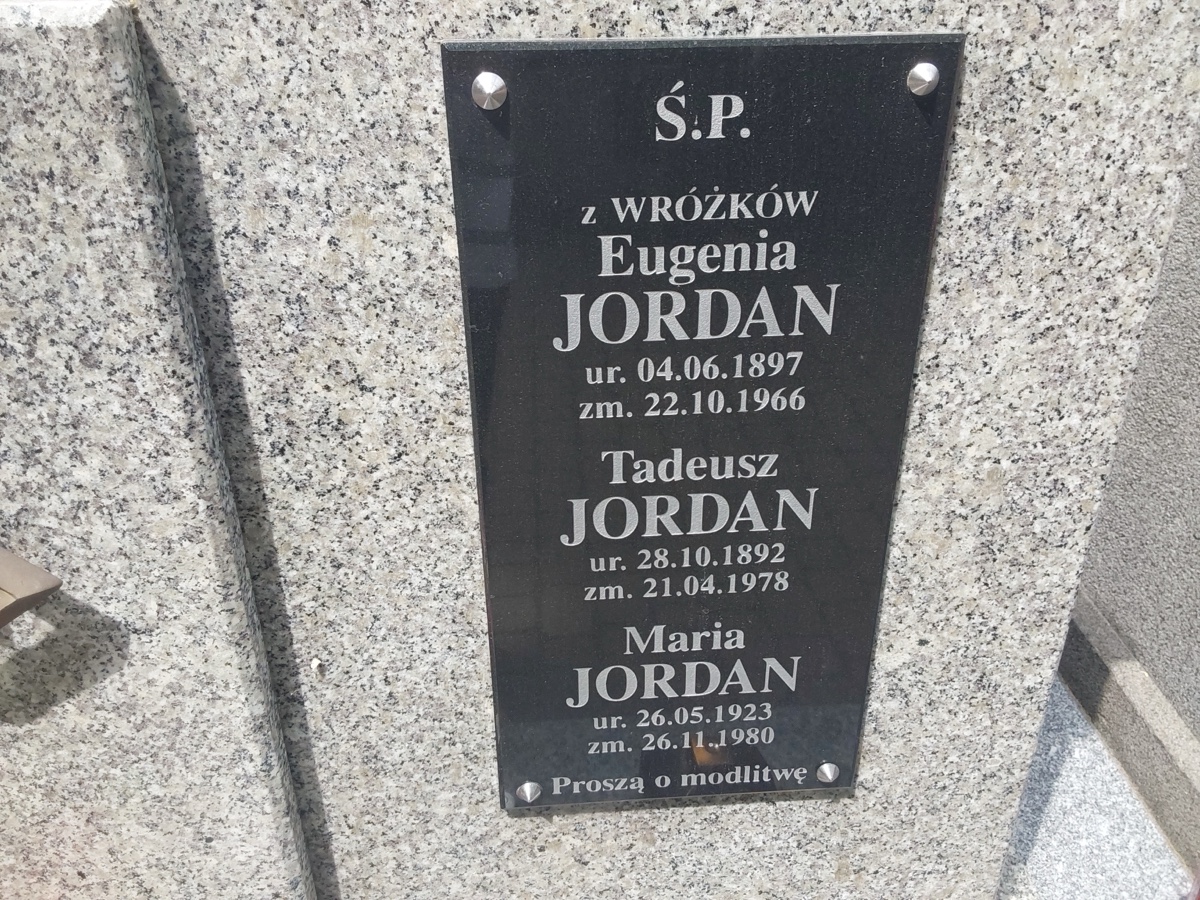 Ś.P.
z WRÓŻKÓW
Eugenia
JORDAN
ur. 04.06.1897
zm. 22.10.1966
Tadeusz
JORDAN
ur. 28.10.1892
zm. 21.04.1978
Maria
JORDAN
ur. 26.05.1923
zm. 26.11.1980
Proszą o modlitwę